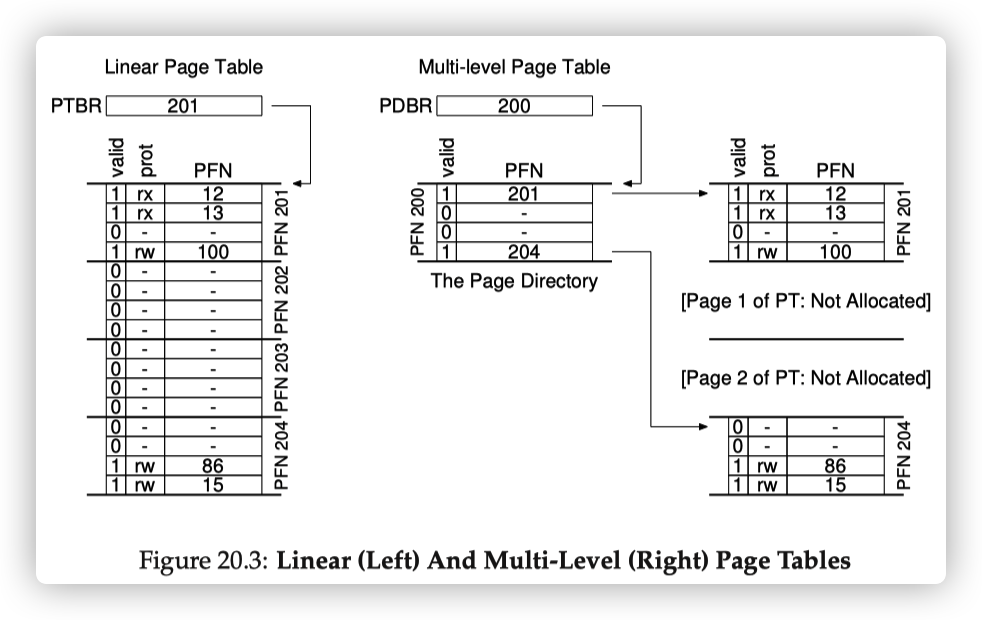 Linear Page Table
PTBR 201
valid prot PFN
1 rx 12
1 rx 13
0 - -
1 rw 100
PFN 201
0 - -
0 - -
0 - -
0 - -
PFN 202
0 - -
0 - -
0 - -
0 - -
PFN 203
0 - -
0 - -
1 rw 86
1 rw 15
PFN 204
Multi-level Page Table
PDBR 200
valid PFN
PFN 200
1 201
0 -
0 -
1 204
The Page Directory
valid prot PFN
1 rx 12
1 rx 13
0 - -
1 rw 100
PFN 201
[Page 1 of PT: Not Allocated]
[Page 2 of PT: Not Allocated]
0 - -
0 - -
1 rw 86
1 rw 15
PFN 204
Figure 20.3: Linear (Left) And Multi-Level (Right) Page Tables